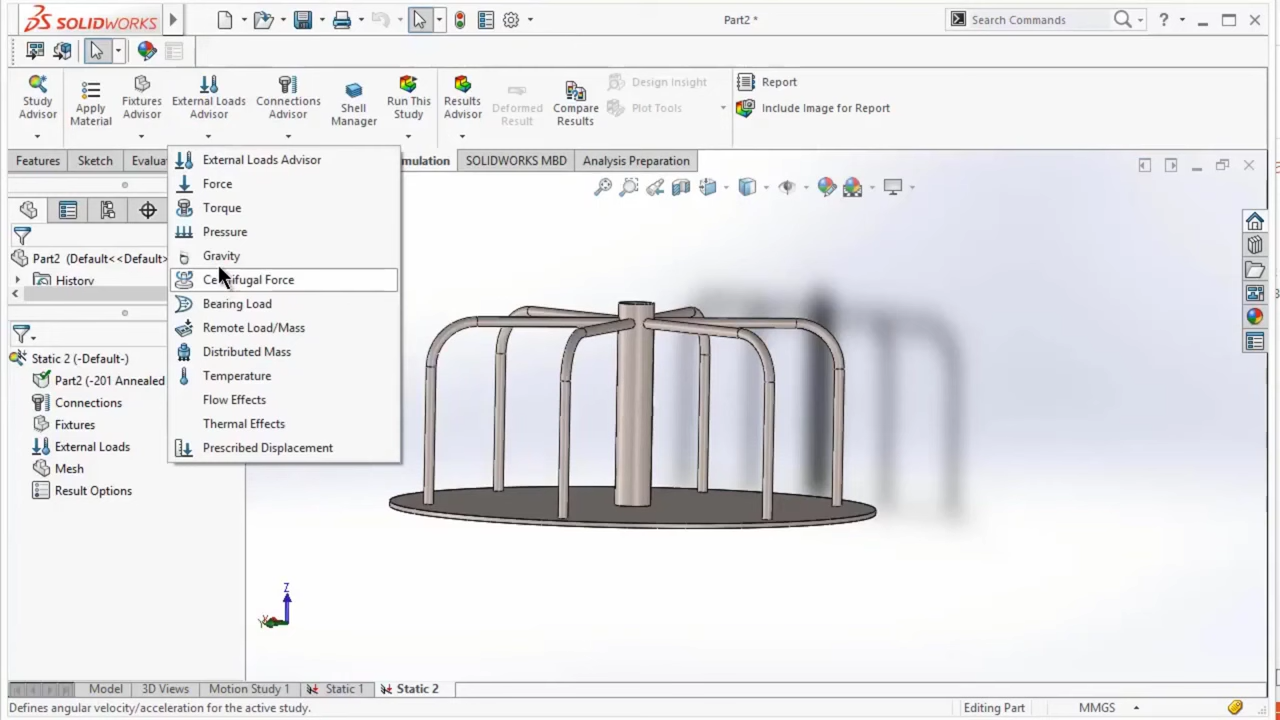 SOLIDWORKS
Part2 *
Search Commands
?
Study Advisor
Apply Material
Fixtures Advisor
External Loads Advisor
Connections Advisor
Shell Manager
Run This Study
Results Advisor
Deformed Result
Compare Results
Design Insight
Plot Tools
Report
Include Image for Report
Features
Sketch
Evaluat
mulation
SOLIDWORKS MBD
Analysis Preparation
External Loads Advisor
Force
Torque
Pressure
Gravity
Centrifugal Force
Bearing Load
Remote Load/Mass
Distributed Mass
Temperature
Flow Effects
Thermal Effects
Prescribed Displacement
Part2 (Default<<Default>
History
Static 2 (-Default-)
Part2 (-201 Annealed
Connections
Fixtures
External Loads
Mesh
Result Options
Z
Model
3D Views
Motion Study 1
Static 1
Static 2
Defines angular velocity/acceleration for the active study.
Editing Part
MMGS